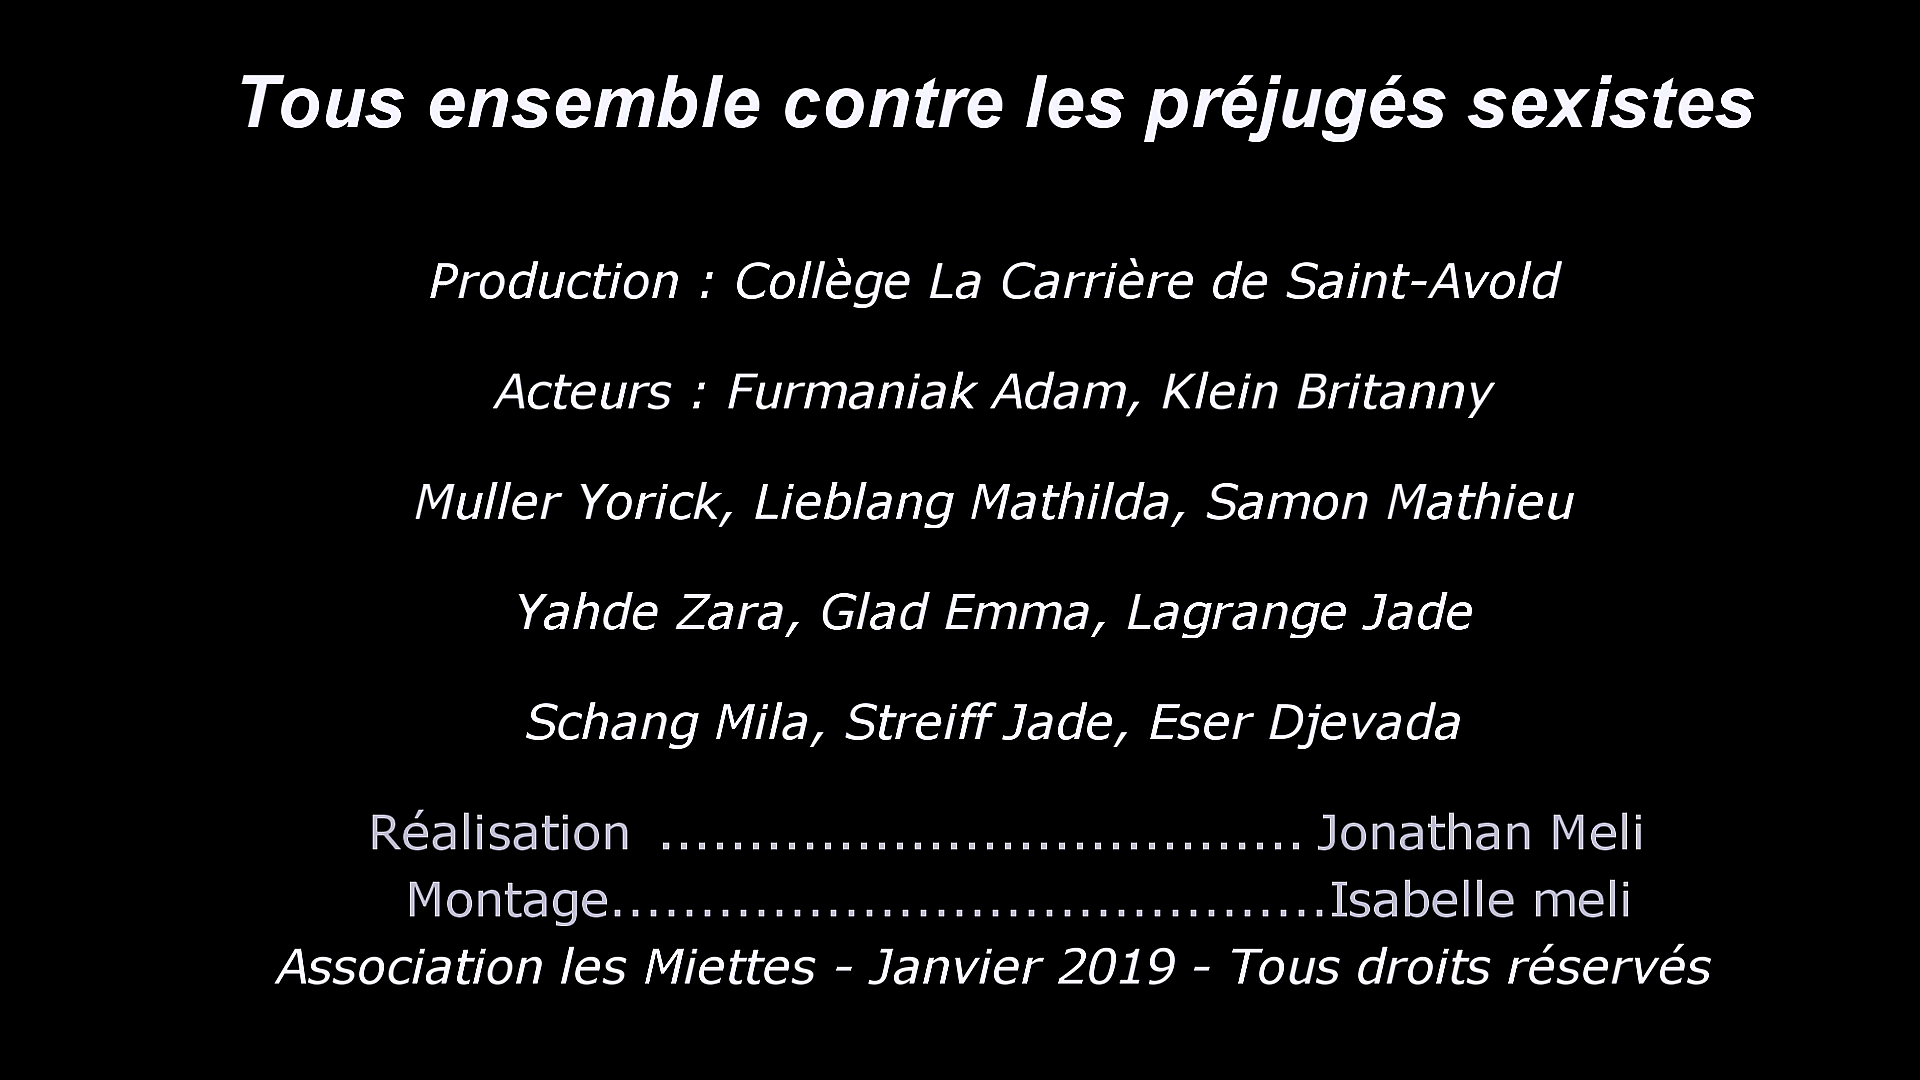 Tous ensemble contre les préjugés sexistes
Production : Collège La Carrière de Saint-Avold
Acteurs : Furmaniak Adam, Klein Britanny
Muller Yorick, Lieblang Mathilda, Samon Mathieu
Yahde Zara, Glad Emma, Lagrange Jade
Schang Mila, Streiff Jade, Eser Djevada
Réalisation .................................... Jonathan Meli
Montage........................................Isabelle meli
Association les Miettes - Janvier 2019 - Tous droits réservés